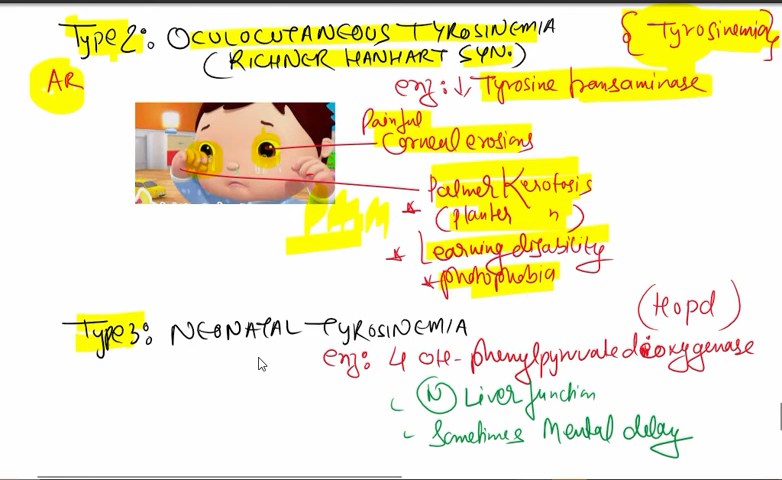 Type 2: OCULOCUTANEOUS TYROSINEMIA
{Tyrosinemia}
(RICHNER HANHART SYN.)
AR
enz: ↓ Tyrosine transaminase
Painful
Corneal erosions
Palmer Keratosis
* (planter " )
* Learning disability
* photophobia
(HOPD)
Type 3: NEONATAL TYROSINEMIA
enz: 4 OH-phenylpyruvate dioxygenase
- (N) Liver function
- Sometimes Mental delay